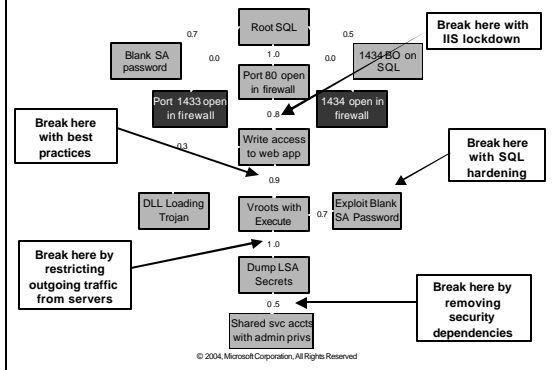 Root SQL
Break here with
IIS lockdown
0.7
0.5
Blank SA
password
0.0
1.0
0.0
1434 BO on
SQL
Port 80 open
in firewall
Port 1433 open
in firewall
0.8
1434 open in
firewall
Break here
with best
practices
0.3
Write access
to web app
Break here
with SQL
hardening
0.9
DLL Loading
Trojan
Vroots with
Execute
0.7
Exploit Blank
SA Password
1.0
Break here by
restricting
outgoing traffic
from servers
Dump LSA
Secrets
0.5
Break here by
removing
security
dependencies
Shared svc accts
with admin privs
© 2004, Microsoft Corporation, All Rights Reserved